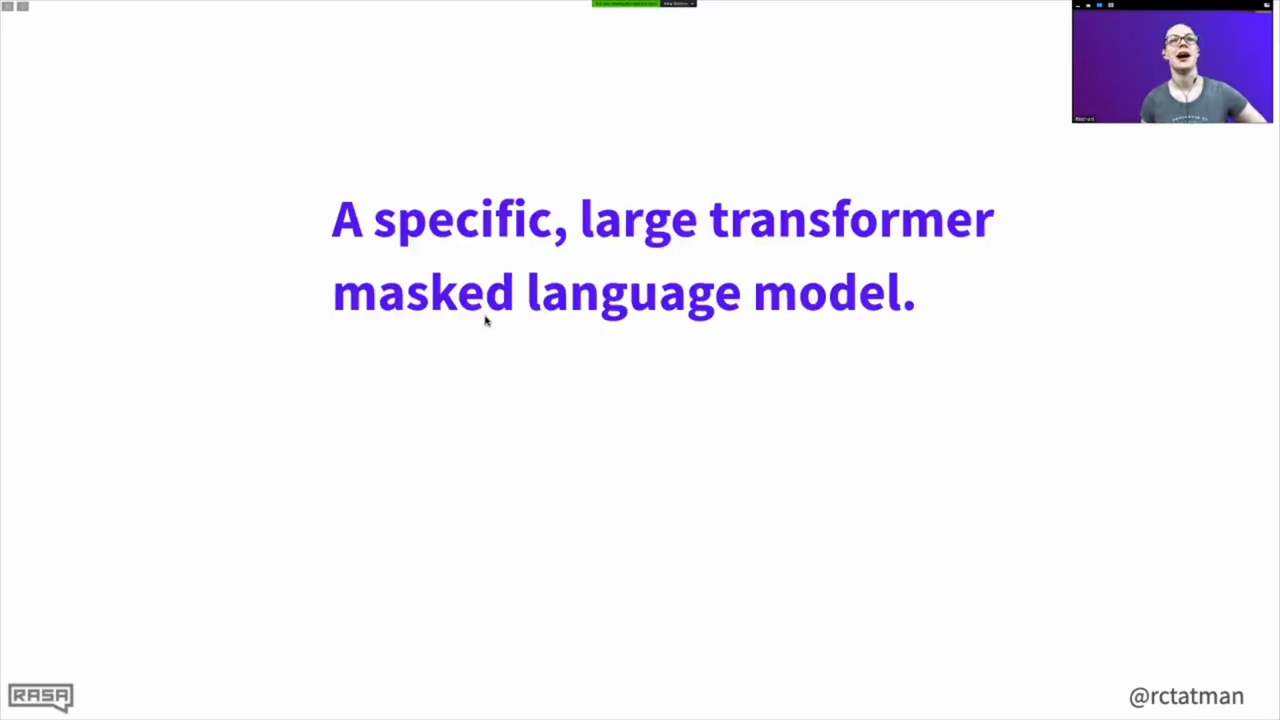 A specific, large transformer
masked language model.
RASA
@rctatman